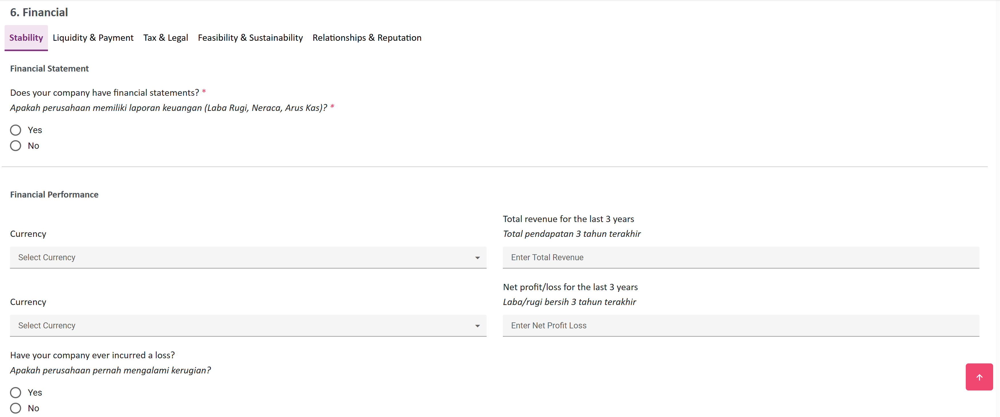 6. Financial
Stability Liquidity & Payment Tax & Legal Feasibility & Sustainability Relationships & Reputation
Financial Statement
Does your company have financial statements? *
Apakah perusahaan memiliki laporan keuangan (Laba Rugi, Neraca, Arus Kas)? *
Yes
No
Financial Performance
Currency
Select Currency
Total revenue for the last 3 years
Total pendapatan 3 tahun terakhir
Enter Total Revenue
Currency
Select Currency
Net profit/loss for the last 3 years
Laba/rugi bersih 3 tahun terakhir
Enter Net Profit Loss
Have your company ever incurred a loss?
Apakah perusahaan pernah mengalami kerugian?
Yes
No